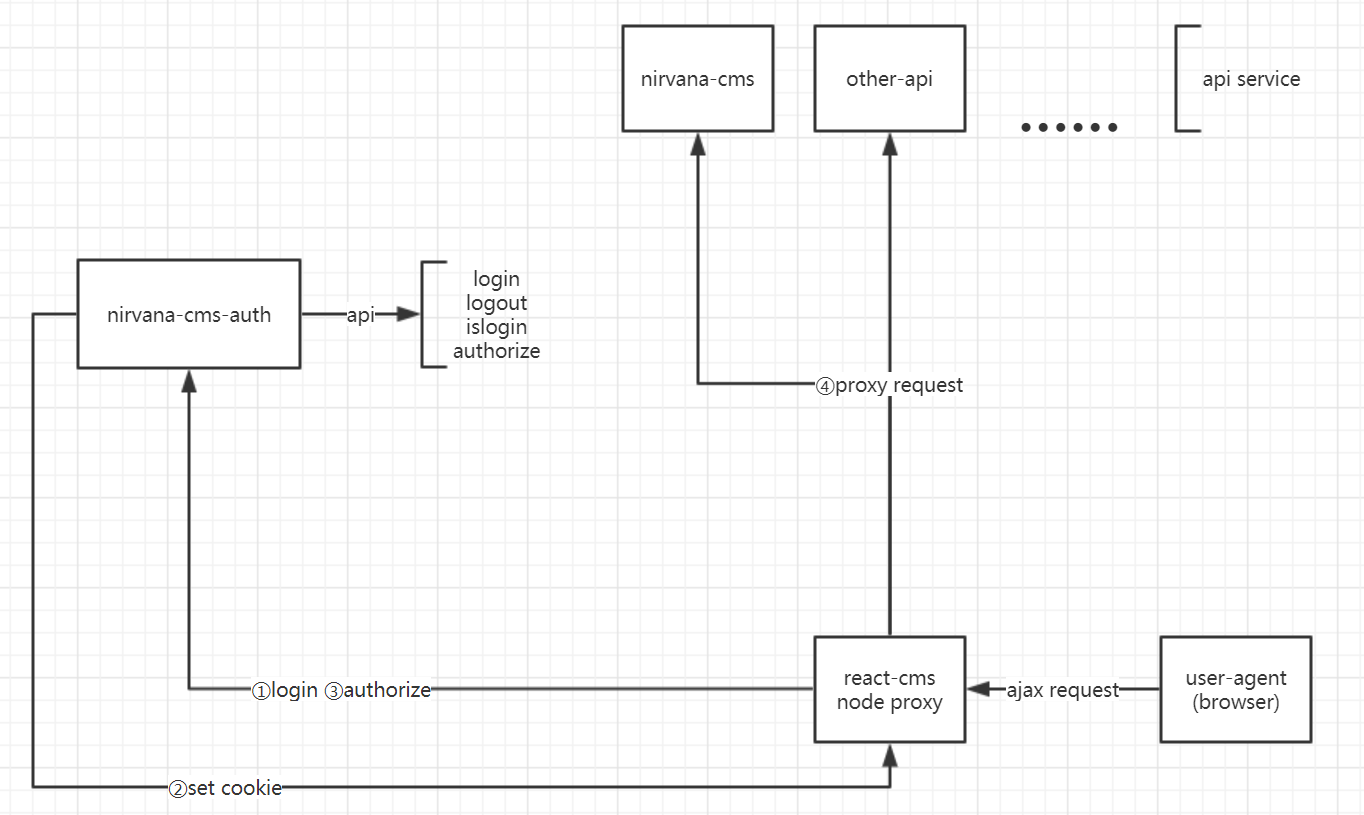 nirvana-cms
other-api
api service
nirvana-cms-auth
api
login
logout
islogin
authorize
④proxy request
react-cms
node proxy
ajax request
user-agent
(browser)
①login ③authorize
②set cookie